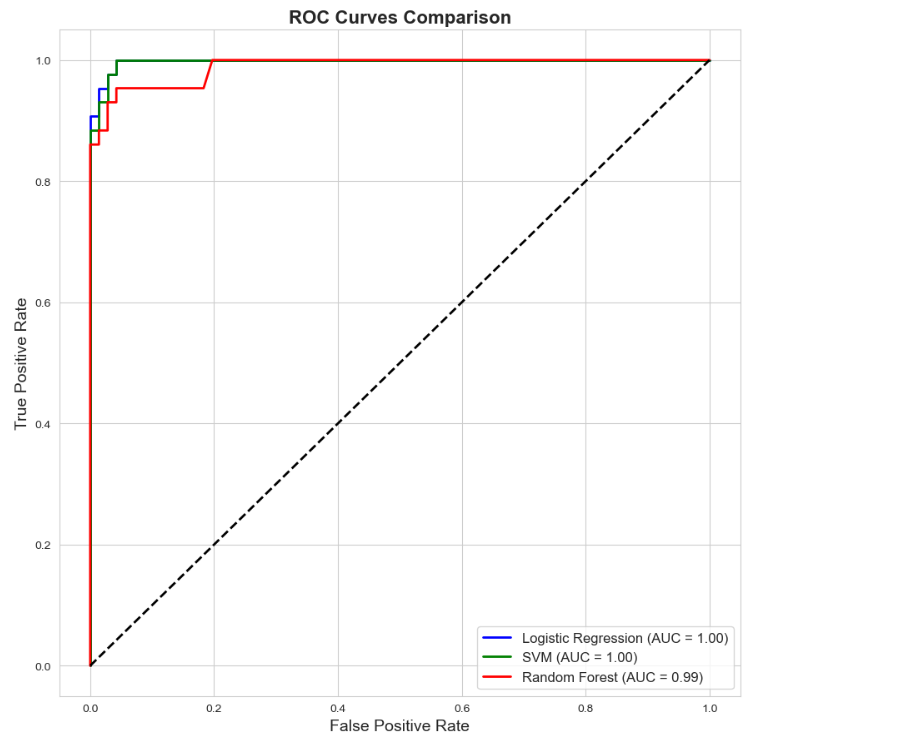 ROC Curves Comparison
1.0
0.8
0.6
0.4
0.2
0.0
True Positive Rate
Logistic Regression (AUC = 1.00)
SVM (AUC = 1.00)
Random Forest (AUC = 0.99)
0.0 0.2 0.4 0.6 0.8 1.0
False Positive Rate